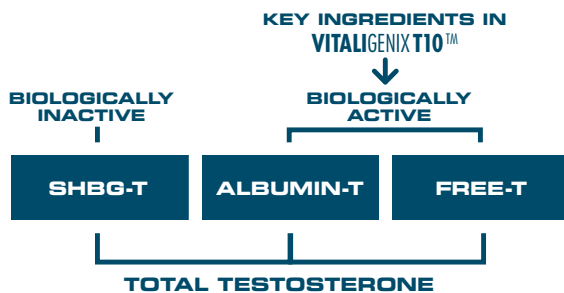 KEY INGREDIENTS IN
VITALIGENIX T10™
BIOLOGICALLY
INACTIVE
BIOLOGICALLY
ACTIVE
SHBG-T
ALBUMIN-T
FREE-T
TOTAL TESTOSTERONE